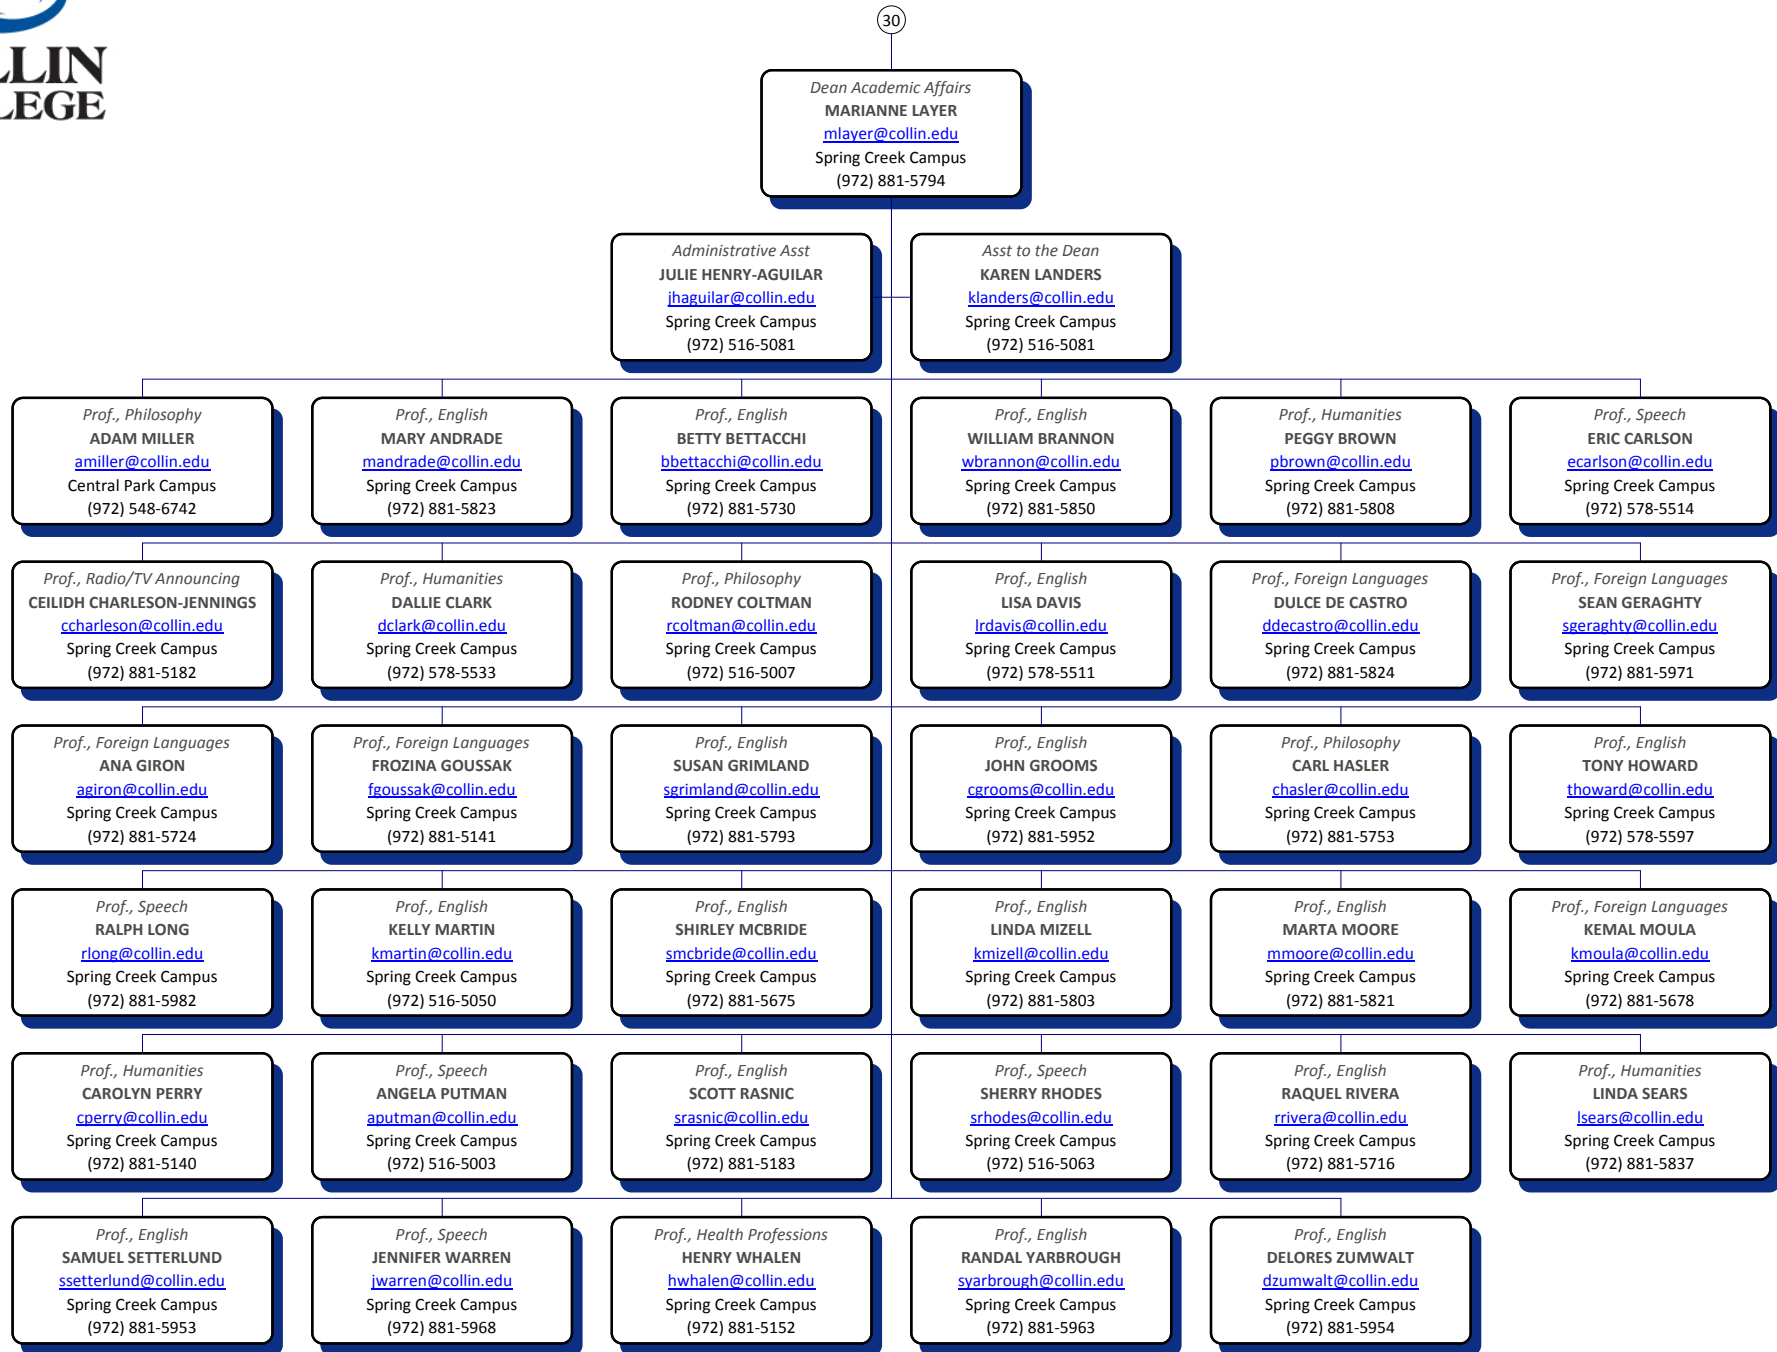 30
LLIN
LEGE
Dean Academic Affairs
MARIANNE LAYER
mlayer@collin.edu
Spring Creek Campus
(972) 881-5794
Administrative Asst
JULIE HENRY-AGUILAR
jhaguilar@collin.edu
Spring Creek Campus
(972) 516-5081
Asst to the Dean
KAREN LANDERS
klanders@collin.edu
Spring Creek Campus
(972) 516-5081
Prof., Philosophy
ADAM MILLER
amiller@collin.edu
Central Park Campus
(972) 548-6742
Prof., English
MARY ANDRADE
mandrade@collin.edu
Spring Creek Campus
(972) 881-5823
Prof., English
BETTY BETTACCHI
bbettacchi@collin.edu
Spring Creek Campus
(972) 881-5730
Prof., English
WILLIAM BRANNON
wbrannon@collin.edu
Spring Creek Campus
(972) 881-5850
Prof., Humanities
PEGGY BROWN
pbrown@collin.edu
Spring Creek Campus
(972) 881-5808
Prof., Speech
ERIC CARLSON
ecarlson@collin.edu
Spring Creek Campus
(972) 578-5514
Prof., Radio/TV Announcing
CEILIDH CHARLESON-JENNINGS
ccharleson@collin.edu
Spring Creek Campus
(972) 881-5182
Prof., Humanities
DALLIE CLARK
dclark@collin.edu
Spring Creek Campus
(972) 578-5533
Prof., Philosophy
RODNEY COLTMAN
rcoltman@collin.edu
Spring Creek Campus
(972) 516-5007
Prof., English
LISA DAVIS
lrdavis@collin.edu
Spring Creek Campus
(972) 578-5511
Prof., Foreign Languages
DULCE DE CASTRO
ddecastro@collin.edu
Spring Creek Campus
(972) 881-5824
Prof., Foreign Languages
SEAN GERAGHTY
sgeraghty@collin.edu
Spring Creek Campus
(972) 881-5971
Prof., Foreign Languages
ANA GIRON
agiron@collin.edu
Spring Creek Campus
(972) 881-5724
Prof., Foreign Languages
FROZINA GOUSSAK
fgoussak@collin.edu
Spring Creek Campus
(972) 881-5141
Prof., English
SUSAN GRIMLAND
sgrimland@collin.edu
Spring Creek Campus
(972) 881-5793
Prof., English
JOHN GROOMS
cgrooms@collin.edu
Spring Creek Campus
(972) 881-5952
Prof., Philosophy
CARL HASLER
chasler@collin.edu
Spring Creek Campus
(972) 881-5753
Prof., English
TONY HOWARD
thoward@collin.edu
Spring Creek Campus
(972) 578-5597
Prof., Speech
RALPH LONG
rlong@collin.edu
Spring Creek Campus
(972) 881-5982
Prof., English
KELLY MARTIN
kmartin@collin.edu
Spring Creek Campus
(972) 516-5050
Prof., English
SHIRLEY MCBRIDE
smcbride@collin.edu
Spring Creek Campus
(972) 881-5675
Prof., English
LINDA MIZELL
kmizell@collin.edu
Spring Creek Campus
(972) 881-5803
Prof., English
MARTA MOORE
mmoore@collin.edu
Spring Creek Campus
(972) 881-5821
Prof., Foreign Languages
KEMAL MOULA
kmoula@collin.edu
Spring Creek Campus
(972) 881-5678
Prof., Humanities
CAROLYN PERRY
cperry@collin.edu
Spring Creek Campus
(972) 881-5140
Prof., Speech
ANGELA PUTMAN
aputman@collin.edu
Spring Creek Campus
(972) 516-5003
Prof., English
SCOTT RASNIC
srasnic@collin.edu
Spring Creek Campus
(972) 881-5183
Prof., Speech
SHERRY RHODES
srhodes@collin.edu
Spring Creek Campus
(972) 516-5063
Prof., English
RAQUEL RIVERA
rrivera@collin.edu
Spring Creek Campus
(972) 881-5716
Prof., Humanities
LINDA SEARS
lsears@collin.edu
Spring Creek Campus
(972) 881-5837
Prof., English
SAMUEL SETTERLUND
ssetterlund@collin.edu
Spring Creek Campus
(972) 881-5953
Prof., Speech
JENNIFER WARREN
jwarren@collin.edu
Spring Creek Campus
(972) 881-5968
Prof., Health Professions
HENRY WHALEN
hwhalen@collin.edu
Spring Creek Campus
(972) 881-5152
Prof., English
RANDAL YARBROUGH
syarbrough@collin.edu
Spring Creek Campus
(972) 881-5963
Prof., English
DELORES ZUMWALT
dzumwalt@collin.edu
Spring Creek Campus
(972) 881-5954